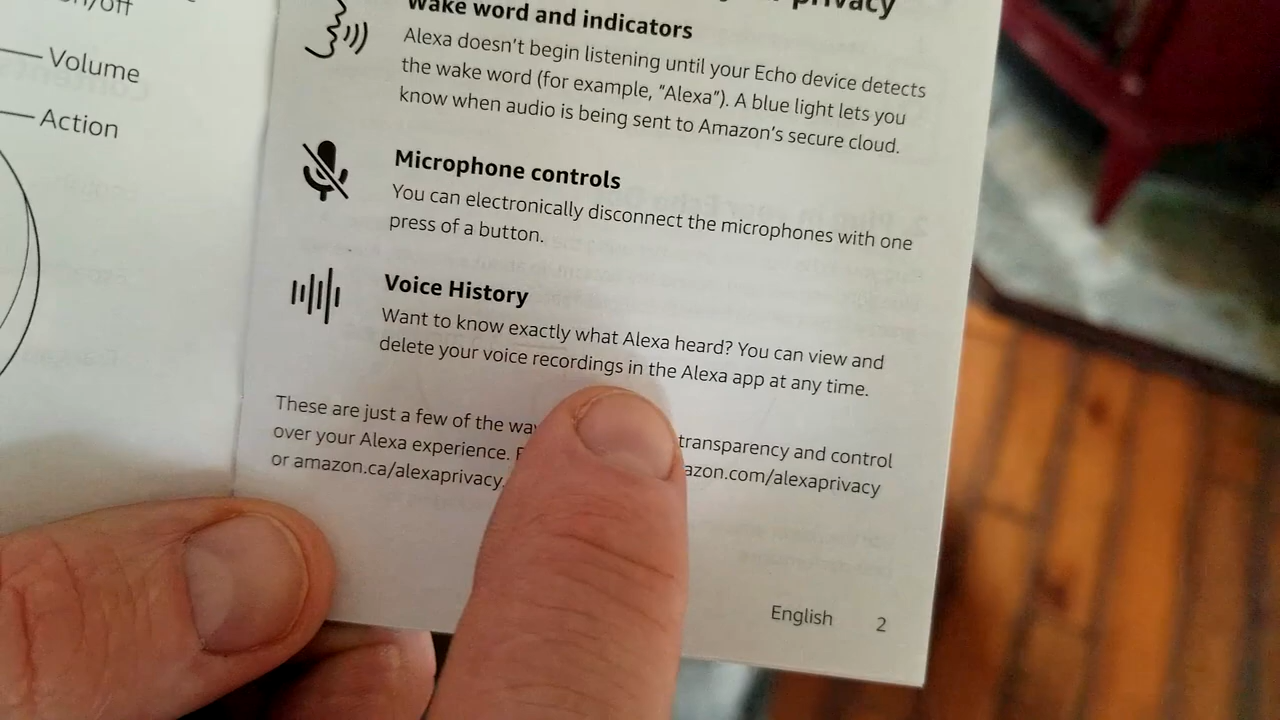 Volume
Action
privacy
Wake word and indicators
Alexa doesn't begin listening until your Echo device detects
the wake word (for example, "Alexa"). A blue light lets you
know when audio is being sent to Amazon's secure cloud.
Microphone controls
You can electronically disconnect the microphones with one
press of a button.
Voice History
Want to know exactly what Alexa heard? You can view and
delete your voice recordings in the Alexa app at any time.
These are just a few of the transparency and control
over your Alexa experience. azon.com/alexaprivacy
or amazon.ca/alexaprivacy.
English 2